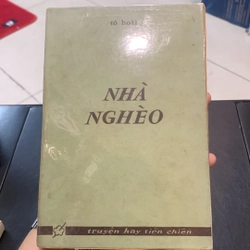 tô hoài
NHÀ
NGHÈO
truyện hay tiền chiến